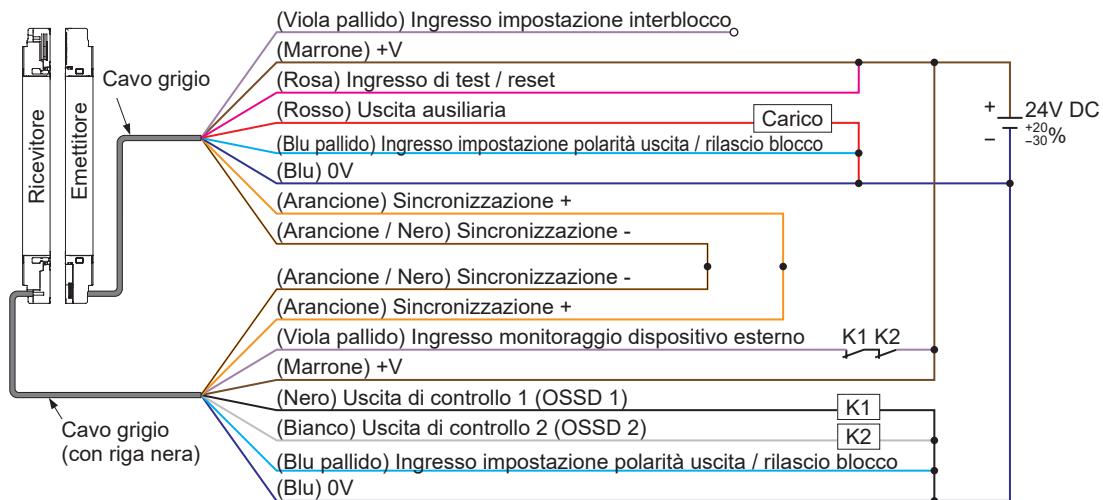 (Viola pallido) Ingresso impostazione interblocco
(Marrone) +V
Cavo grigio
(Rosa) Ingresso di test / reset
(Rosso) Uscita ausiliaria
Carico
+
24V DC
+20
–30%
–
(Blu pallido) Ingresso impostazione polarità uscita / rilascio blocco
(Blu) 0V
Ricevitore
Emettitore
(Arancione) Sincronizzazione +
(Arancione / Nero) Sincronizzazione -
(Arancione / Nero) Sincronizzazione -
(Arancione) Sincronizzazione +
(Viola pallido) Ingresso monitoraggio dispositivo esterno
K1 K2
(Marrone) +V
(Nero) Uscita di controllo 1 (OSSD 1)
K1
(Bianco) Uscita di controllo 2 (OSSD 2)
K2
Cavo grigio
(con riga nera)
(Blu pallido) Ingresso impostazione polarità uscita / rilascio blocco
(Blu) 0V